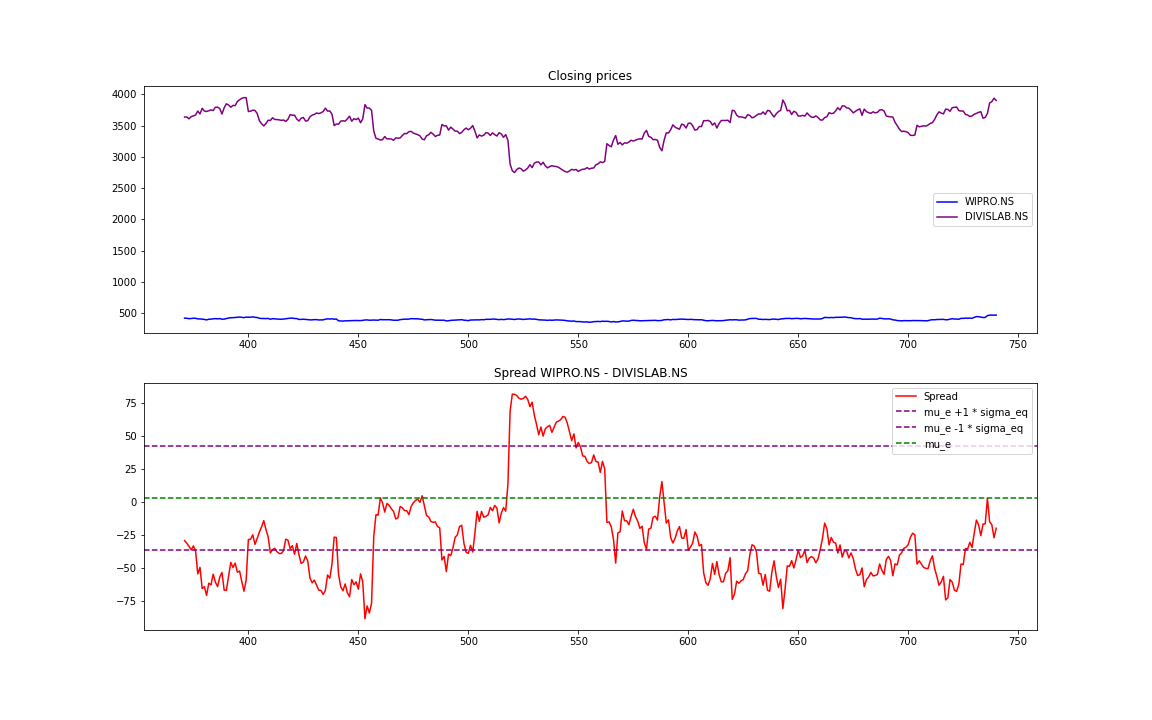 Closing prices
4000
3500
3000
2500
2000
1500
1000
500
WIPRO.NS
DIVISLAB.NS
400 450 500 550 600 650 700 750
Spread WIPRO.NS - DIVISLAB.NS
75
50
25
0
−25
−50
−75
Spread
mu_e +1 * sigma_eq
mu_e -1 * sigma_eq
mu_e
400 450 500 550 600 650 700 750